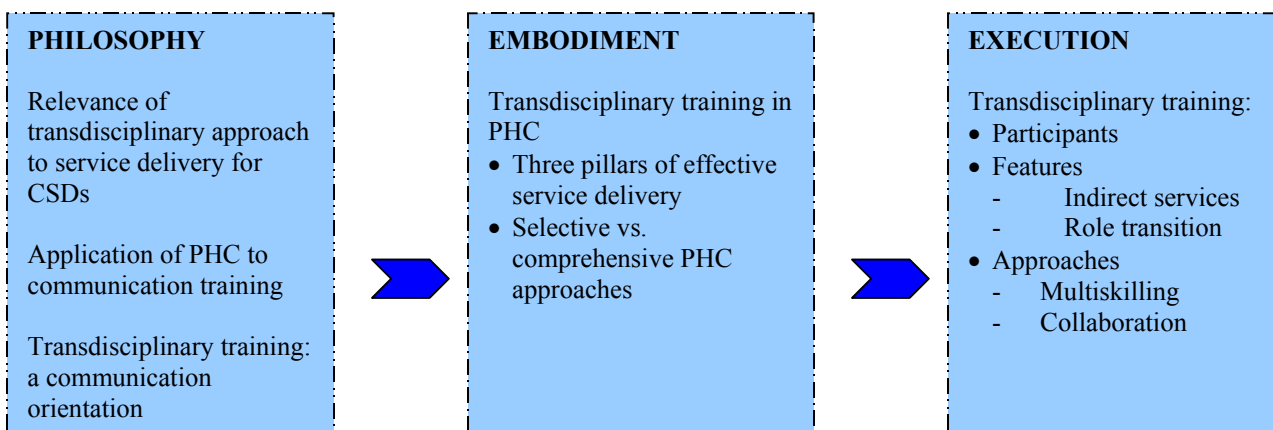 PHILOSOPHY
Relevance of
transdisciplinary approach
to service delivery for
CSDs
Application of PHC to
communication training
Transdisciplinary training:
a communication
orientation
EMBODIMENT
Transdisciplinary training in
PHC
• Three pillars of effective
service delivery
• Selective vs.
comprehensive PHC
approaches
EXECUTION
Transdisciplinary training:
• Participants
• Features
- Indirect services
- Role transition
• Approaches
- Multiskilling
- Collaboration